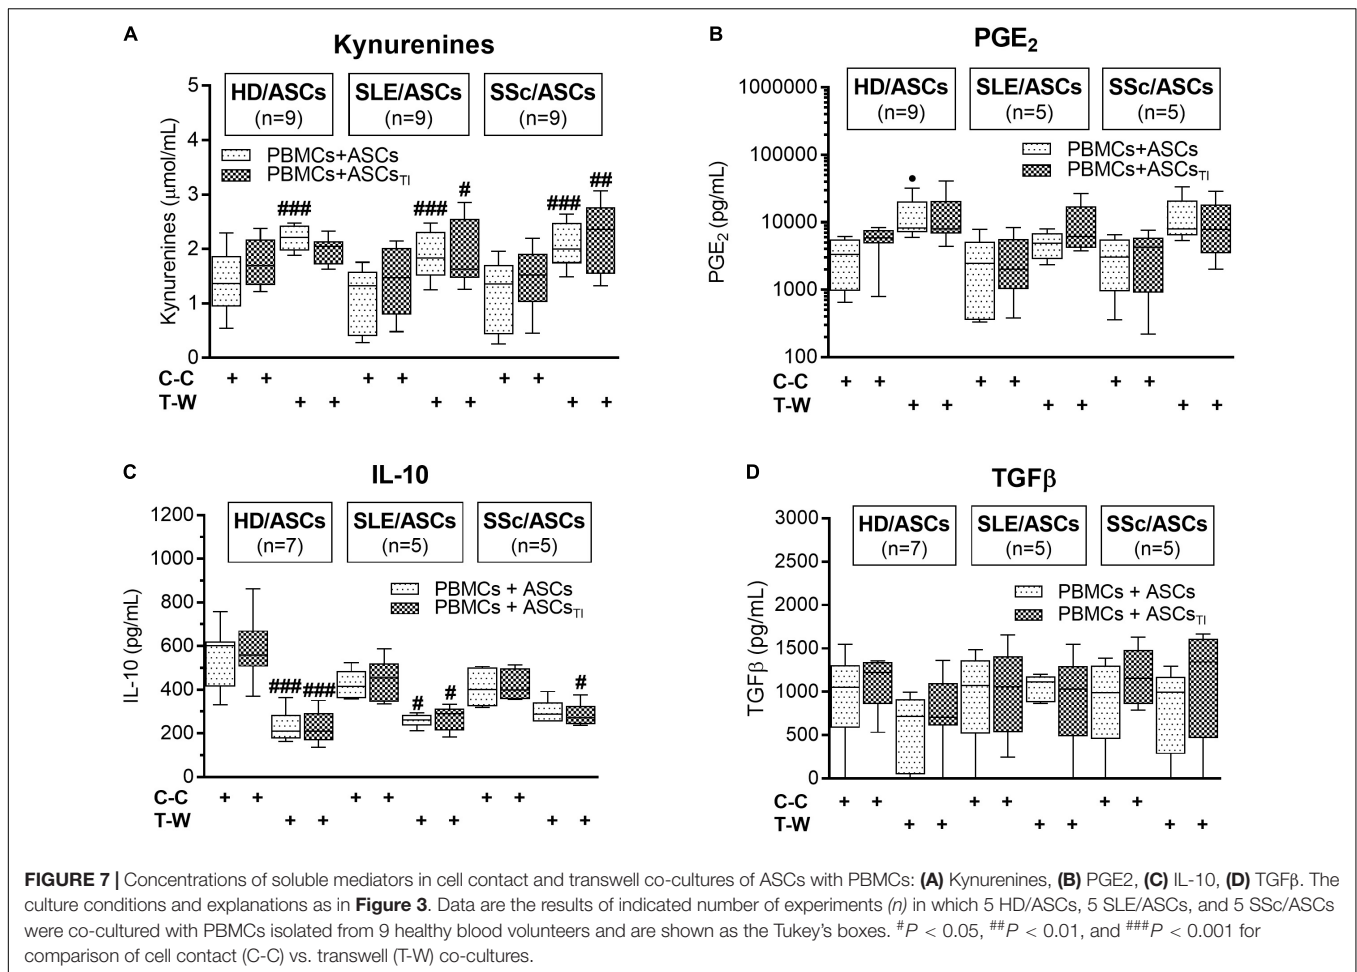 A
Kynurenines
HD/ASCs
(n=9)
SLE/ASCs
(n=9)
SSc/ASCs
(n=9)
PBMCs+ASCs
PBMCs+ASCsTI
Kynurenines (µmol/mL)
5
4
3
2
1
0
###
###
#
###
##
C-C + + + + + +
T-W + + + + + +
B
PGE2
HD/ASCs
(n=9)
SLE/ASCs
(n=5)
SSc/ASCs
(n=5)
PBMCs+ASCs
PBMCs+ASCsTI
PGE2 (pg/mL)
1000000
100000
10000
1000
100
•
C-C + + + + + +
T-W + + + + + +
C
IL-10
HD/ASCs
(n=7)
SLE/ASCs
(n=5)
SSc/ASCs
(n=5)
PBMCs + ASCs
PBMCs + ASCsTI
IL-10 (pg/mL)
1200
1000
800
600
400
200
0
###
###
#
#
#
C-C + + + + + +
T-W + + + + + +
D
TGFβ
HD/ASCs
(n=7)
SLE/ASCs
(n=5)
SSc/ASCs
(n=5)
PBMCs + ASCs
PBMCs + ASCsTI
TGFβ (pg/mL)
3000
2500
2000
1500
1000
500
0
C-C + + + + + +
T-W + + + + + +
FIGURE 7 | Concentrations of soluble mediators in cell contact and transwell co-cultures of ASCs with PBMCs: (A) Kynurenines, (B) PGE2, (C) IL-10, (D) TGFβ. The
culture conditions and explanations as in Figure 3. Data are the results of indicated number of experiments (n) in which 5 HD/ASCs, 5 SLE/ASCs, and 5 SSc/ASCs
were co-cultured with PBMCs isolated from 9 healthy blood volunteers and are shown as the Tukey's boxes. #P < 0.05, ##P < 0.01, and ###P < 0.001 for
comparison of cell contact (C-C) vs. transwell (T-W) co-cultures.